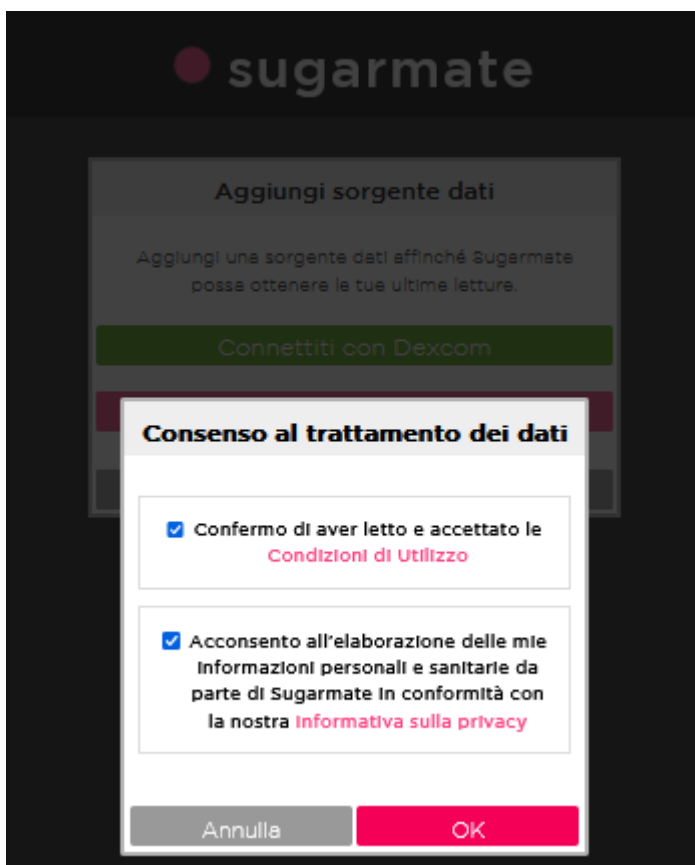 sugarmate
Aggiungi sorgente dati
Aggiungi una sorgente dati affinché Sugarmate
possa ottenere le tue ultime letture.
Connettiti con Dexcom
Consenso al trattamento dei dati
Confermo di aver letto e accettato le
Condizioni di Utilizzo
Acconsento all'elaborazione delle mie
informazioni personali e sanitarie da
parte di Sugarmate in conformità con
la nostra Informativa sulla privacy
Annulla
OK